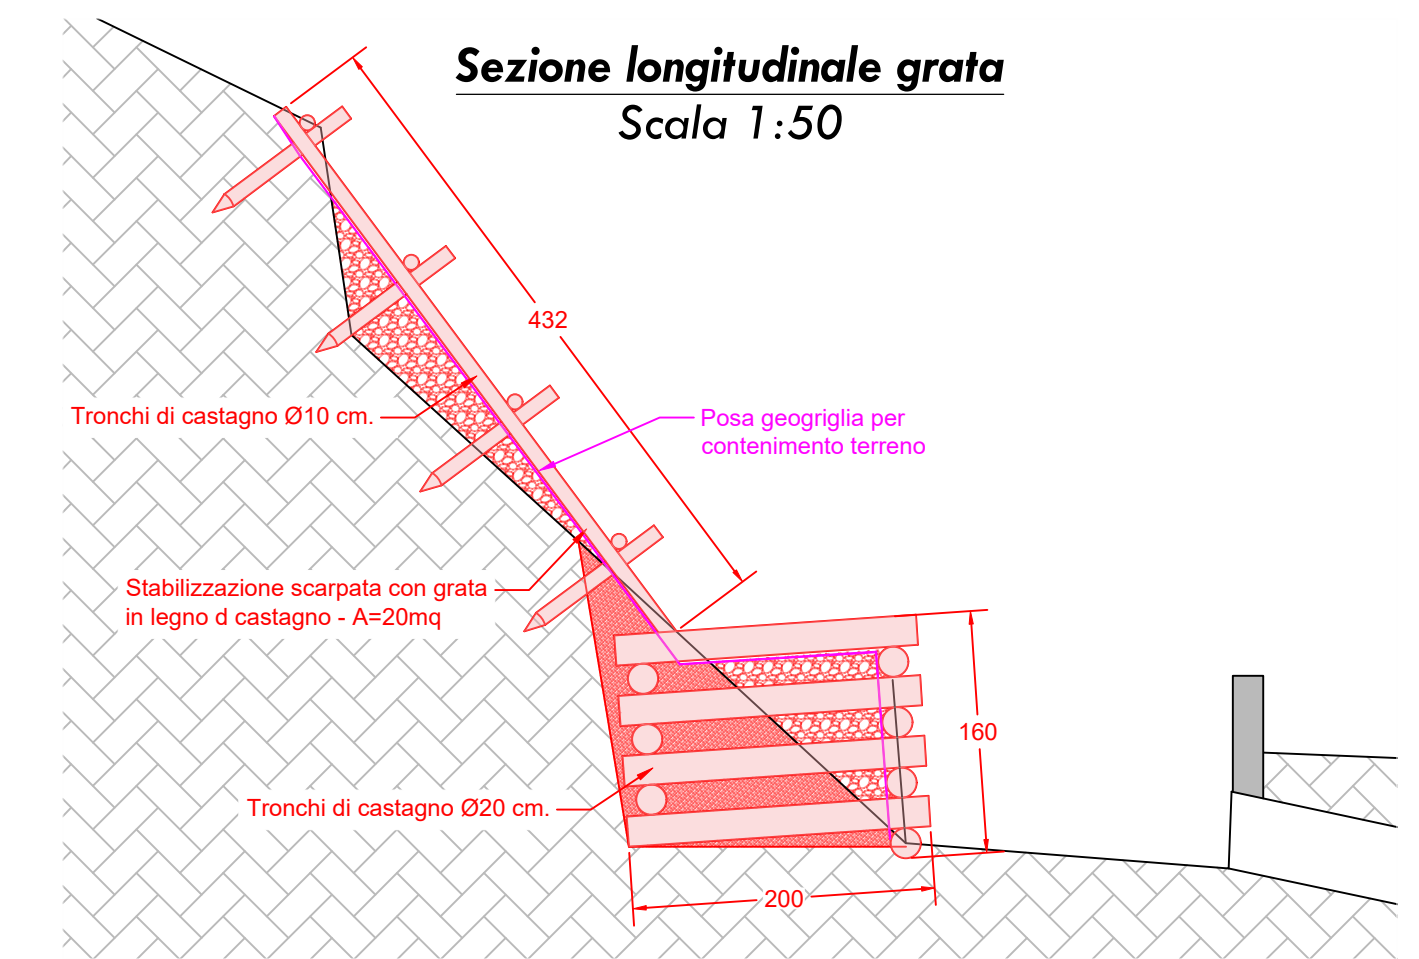 Sezione longitudinale grata
Scala 1:50
432
Tronchi di castagno Ø10 cm.
Posa geogriglia per
contenimento terreno
Stabilizzazione scarpata con grata
in legno d castagno - A=20mq
160
Tronchi di castagno Ø20 cm.
200